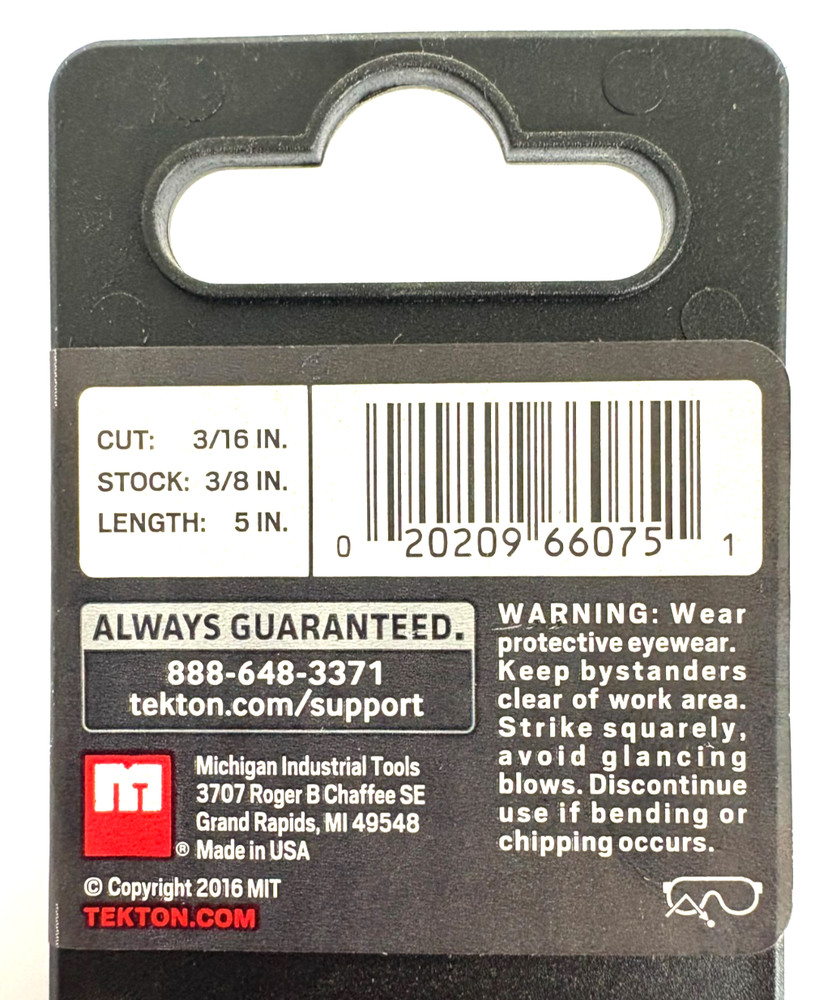 CUT: 3/16 IN.
STOCK: 3/8 IN.
LENGTH: 5 IN.
0 20209 66075 1
ALWAYS GUARANTEED.
888-648-3371
tekton.com/support
WARNING: Wear
protective eyewear.
Keep bystanders
clear of work area.
Strike squarely,
avoid glancing
blows. Discontinue
use if bending or
chipping occurs.
MIT
®
Michigan Industrial Tools
3707 Roger B Chaffee SE
Grand Rapids, MI 49548
Made in USA
© Copyright 2016 MIT
TEKTON.COM